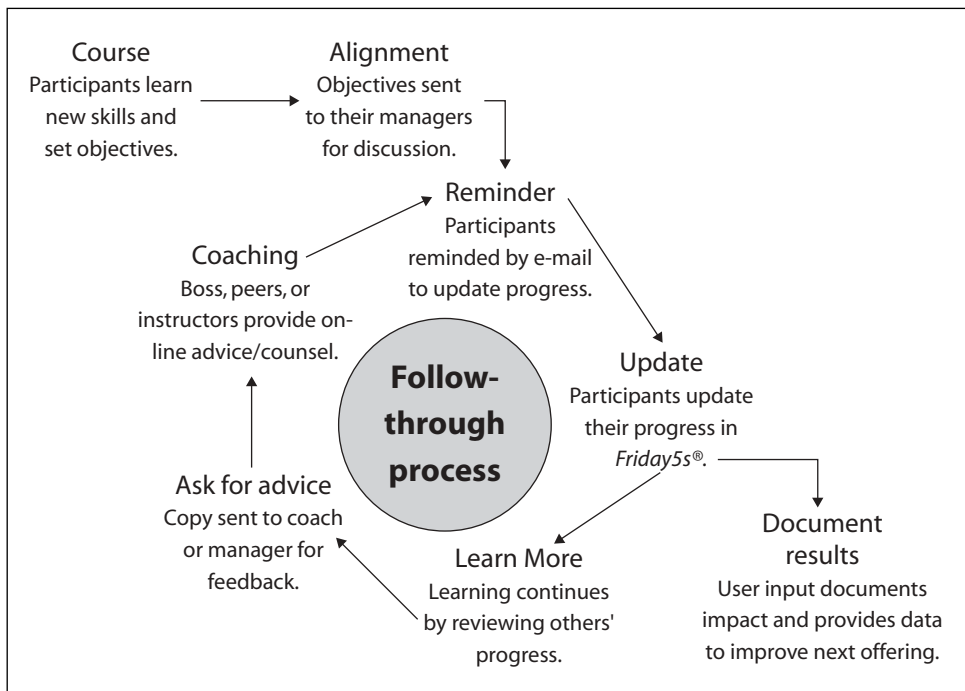 Course
Participants learn
new skills and
set objectives.
Alignment
Objectives sent
to their managers
for discussion.
Reminder
Participants
reminded by e-mail
to update progress.
Coaching
Boss, peers, or
instructors provide on-
line advice/counsel.
Follow-
through
process
Update
Participants update
their progress in
Friday5s®.
Ask for advice
Copy sent to coach
or manager for
feedback.
Learn More
Learning continues
by reviewing others'
progress.
Document
results
User input documents
impact and provides data
to improve next offering.